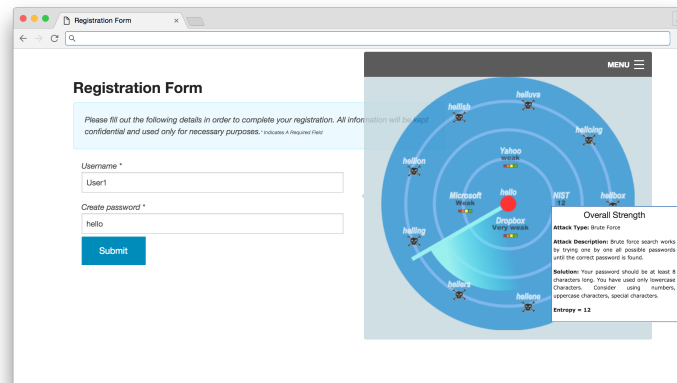 Registration Form
MENU
Registration Form
Please fill out the following details in order to complete your registration. All information will be kept
confidential and used only for necessary purposes.* Indicates A Required Field
Username *
User1
Create password *
hello
Submit
helluva
hellish
helloing
Yahoo
weak
hellion
Microsoft
Weak
hello
NIST
12
hellbox
Dropbox
Very weak
helling
hellers
hellene
Overall Strength
Attack Type: Brute Force
Attack Description: Brute force search works
by trying one by one all possible passwords
until the correct password is found.
Solution: Your password should be at least 8
characters long. You have used only lowercase
Characters. Consider using numbers,
uppercase characters, special characters.
Entropy = 12